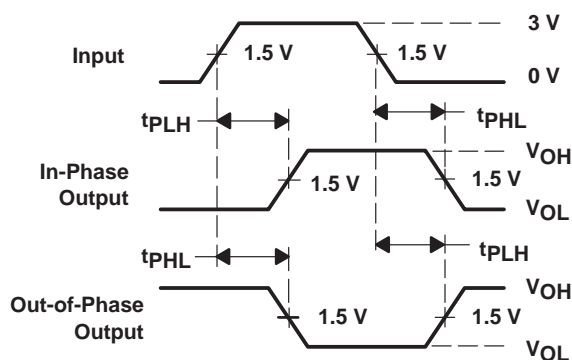 3 V
Input
1.5 V
1.5 V
0 V
tPLH
tPHL
VOH
In-Phase
Output
1.5 V
1.5 V
VOL
tPHL
tPLH
VOH
Out-of-Phase
Output
1.5 V
1.5 V
VOL